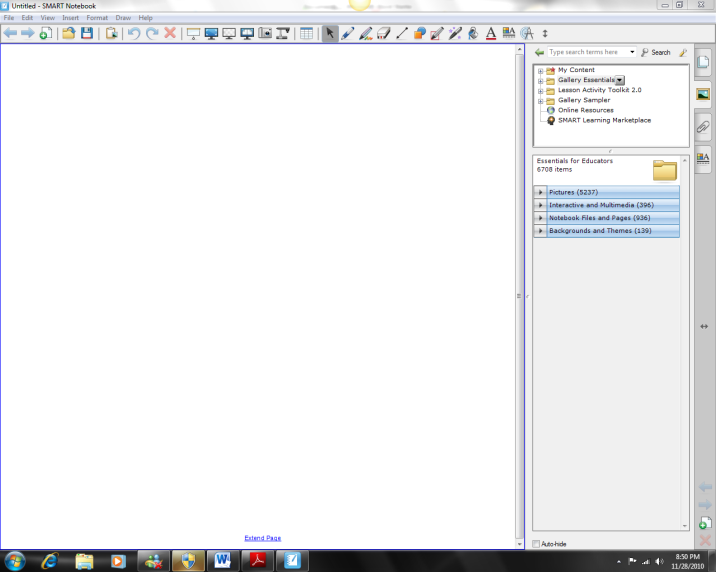 Untitled - SMART Notebook
File Edit View Insert Format Draw Help
Type search terms here Search
My Content
Gallery Essentials
Lesson Activity Toolkit 2.0
Gallery Sampler
Online Resources
SMART Learning Marketplace
Essentials for Educators
6708 items
Pictures (5237)
Interactive and Multimedia (396)
Notebook Files and Pages (936)
Backgrounds and Themes (139)
Extend Page
Auto-hide
8:50 PM
11/28/2010